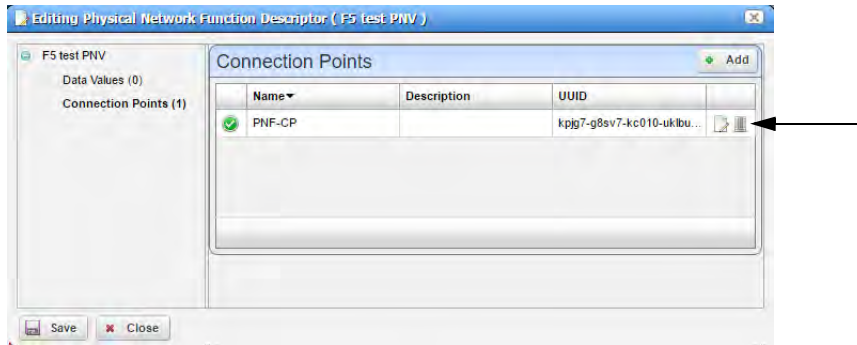 Editing Physical Network Function Descriptor ( F5 test PNV )
F5 test PNV
Data Values (0)
Connection Points (1)
Connection Points
Add
Name Description UUID
PNF-CP kpjg7-g8sv7-kc010-uklbu...
Save Close